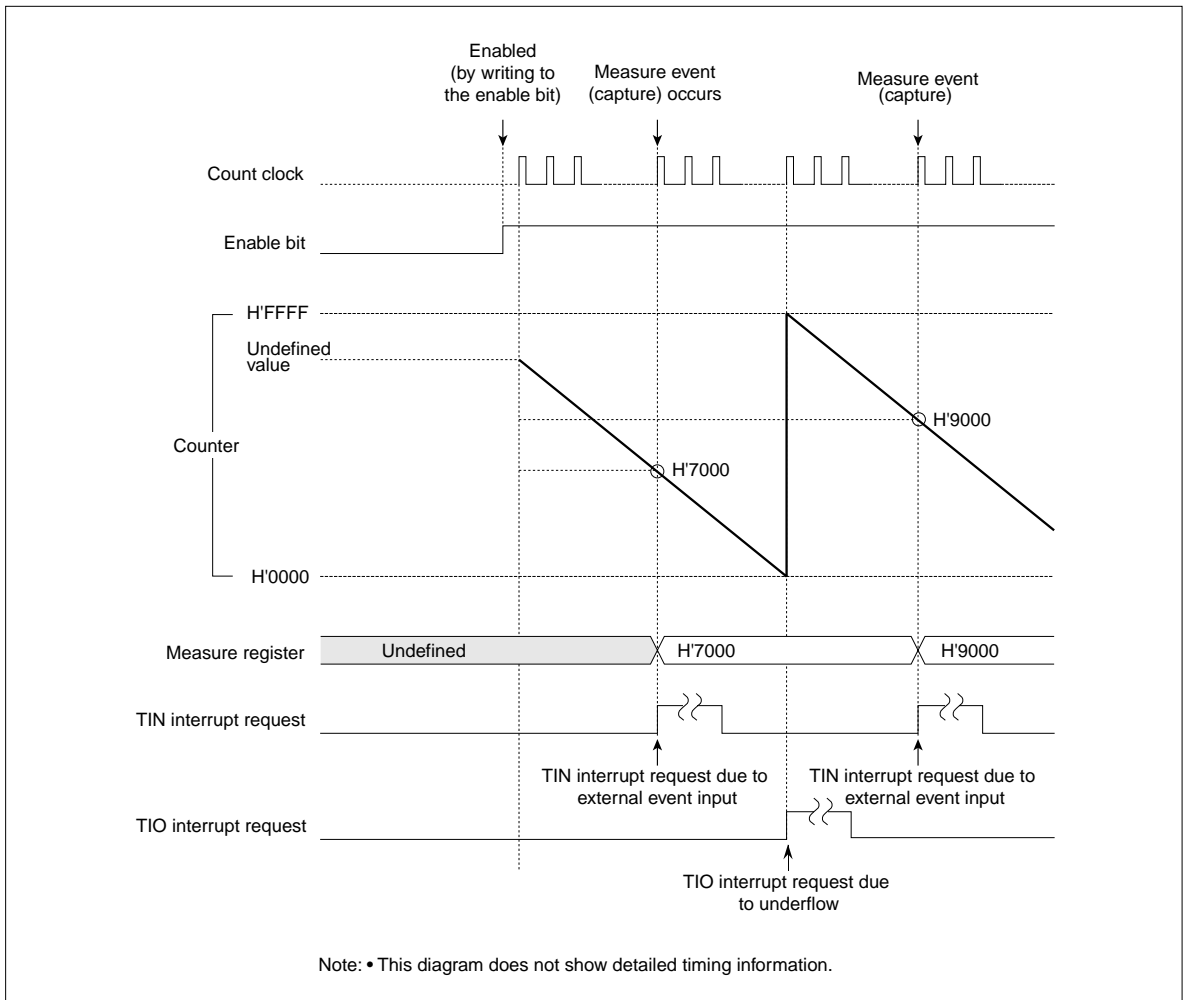 Enabled
(by writing to
the enable bit)
Measure event
(capture) occurs
Measure event
(capture)
Count clock
Enable bit
H'FFFF
Undefined
value
Counter
H'9000
H'7000
H'0000
Measure register
Undefined
H'7000
H'9000
TIN interrupt request
TIN interrupt request due to
external event input
TIN interrupt request due to
external event input
TIO interrupt request
TIO interrupt request due
to underflow
Note: • This diagram does not show detailed timing information.